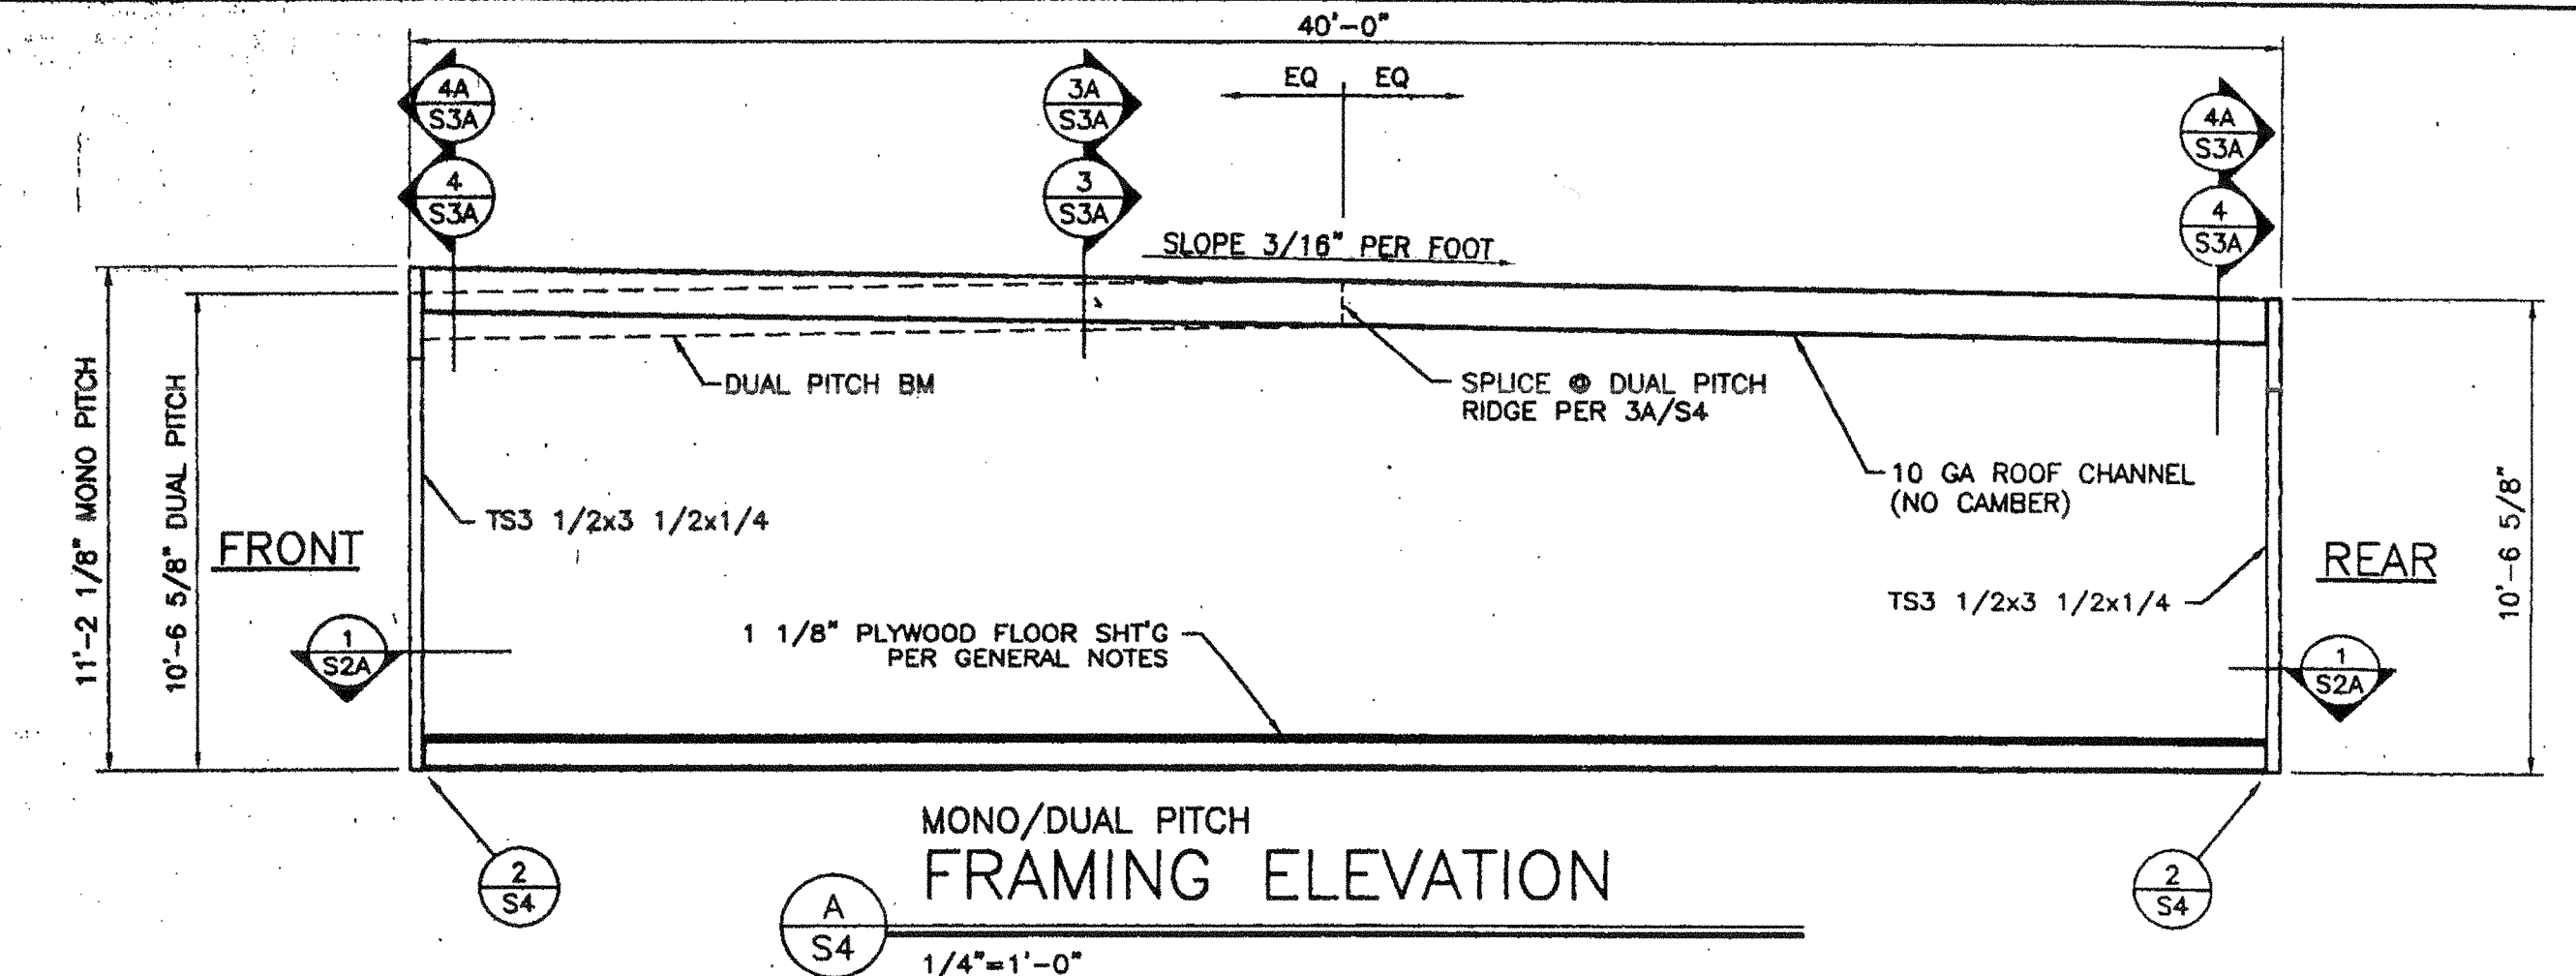 40'-0"
EQ
EQ
4A
S3A
3A
S3A
4A
S3A
4
S3A
3
S3A
4
S3A
SLOPE 3/16" PER FOOT
DUAL PITCH BM
SPLICE @ DUAL PITCH
RIDGE PER 3A/S4
10 GA ROOF CHANNEL
(NO CAMBER)
11'-2 1/8" MONO PITCH
10'-6 5/8" DUAL PITCH
FRONT
TS3 1/2x3 1/2x1/4
REAR
10'-6 5/8"
TS3 1/2x3 1/2x1/4
1 1/8" PLYWOOD FLOOR SHT'G
PER GENERAL NOTES
1
S2A
1
S2A
2
S4
2
S4
MONO/DUAL PITCH
FRAMING ELEVATION
A
S4
1/4"=1'-0"